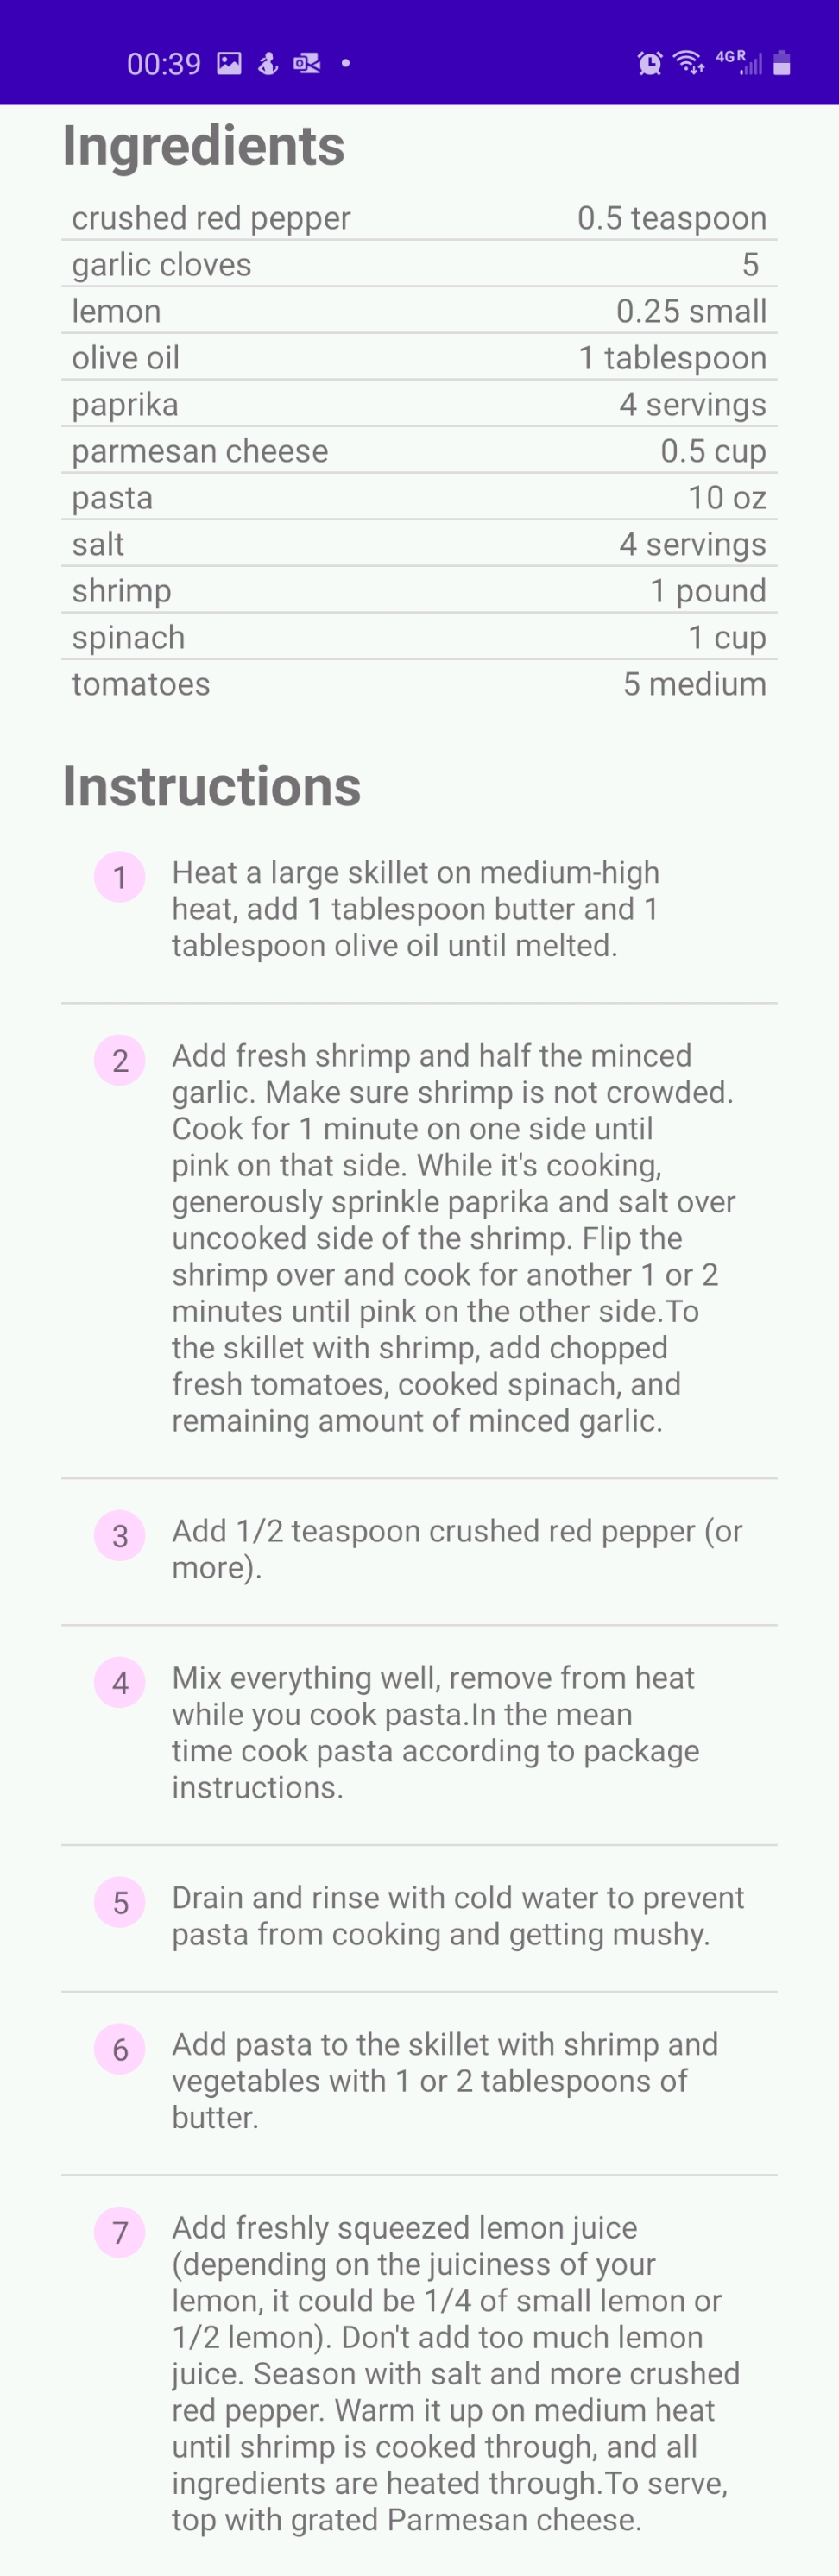 00:39
4GR
Ingredients
crushed red pepper 0.5 teaspoon
garlic cloves 5
lemon 0.25 small
olive oil 1 tablespoon
paprika 4 servings
parmesan cheese 0.5 cup
pasta 10 oz
salt 4 servings
shrimp 1 pound
spinach 1 cup
tomatoes 5 medium
Instructions
1 Heat a large skillet on medium-high
heat, add 1 tablespoon butter and 1
tablespoon olive oil until melted.
2 Add fresh shrimp and half the minced
garlic. Make sure shrimp is not crowded.
Cook for 1 minute on one side until
pink on that side. While it's cooking,
generously sprinkle paprika and salt over
uncooked side of the shrimp. Flip the
shrimp over and cook for another 1 or 2
minutes until pink on the other side.To
the skillet with shrimp, add chopped
fresh tomatoes, cooked spinach, and
remaining amount of minced garlic.
3 Add 1/2 teaspoon crushed red pepper (or
more).
4 Mix everything well, remove from heat
while you cook pasta.In the mean
time cook pasta according to package
instructions.
5 Drain and rinse with cold water to prevent
pasta from cooking and getting mushy.
6 Add pasta to the skillet with shrimp and
vegetables with 1 or 2 tablespoons of
butter.
7 Add freshly squeezed lemon juice
(depending on the juiciness of your
lemon, it could be 1/4 of small lemon or
1/2 lemon). Don't add too much lemon
juice. Season with salt and more crushed
red pepper. Warm it up on medium heat
until shrimp is cooked through, and all
ingredients are heated through.To serve,
top with grated Parmesan cheese.